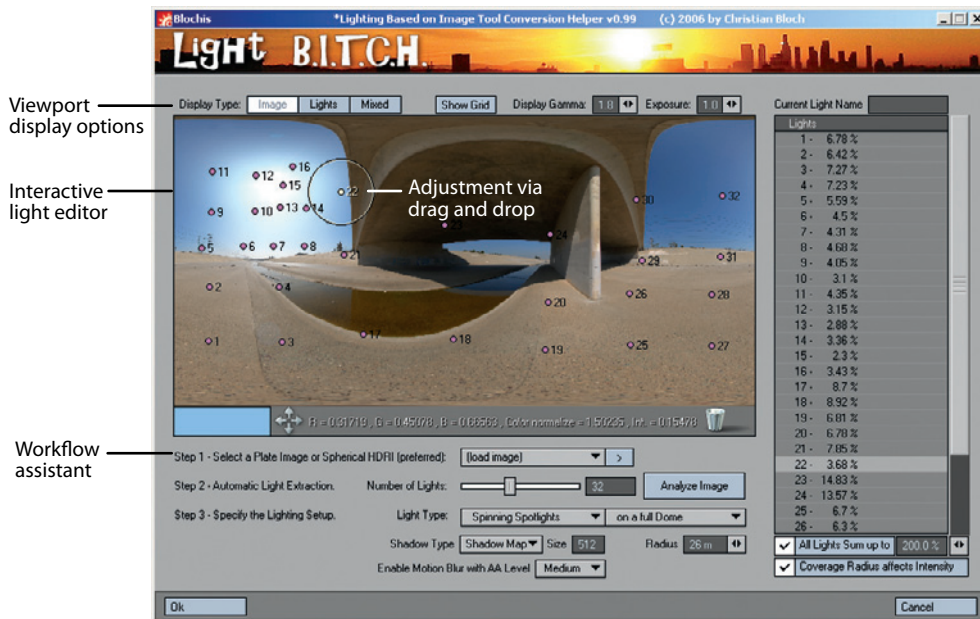 Blochis *Lighting Based on Image Tool Conversion Helper v0.99 (c) 2006 by Christian Bloch
Light B.I.T.C.H.
Viewport
display options
Display Type: Image Lights Mixed Show Grid Display Gamma: 1.0 Exposure: 1.0 Current Light Name
Interactive
light editor
Adjustment via
drag and drop
11 12 16 15 22 9 10 13 14 5 6 7 8 21 2 4 1 3 17 18 23 24 20 19 30 32 29 31 26 28 25 27
Lights
1 - 6.78 %
2 - 6.42 %
3 - 7.27 %
4 - 7.23 %
5 - 5.59 %
6 - 4.5 %
7 - 4.31 %
8 - 4.68 %
9 - 4.05 %
10 - 3.1 %
11 - 4.35 %
12 - 3.15 %
13 - 2.88 %
14 - 3.36 %
15 - 2.3 %
16 - 3.43 %
17 - 8.7 %
18 - 8.92 %
19 - 6.81 %
20 - 6.78 %
21 - 7.85 %
22 - 3.68 %
23 - 14.83 %
24 - 13.57 %
25 - 6.7 %
26 - 6.3 %
R = 0.31719 , G = 0.45078 , B = 0.66563 , Color normalize = 1.50235 , Int. = 0.15478
Workflow
assistant
Step 1 - Select a Plate Image or Spherical HDRI (preferred): (load image) >
Step 2 - Automatic Light Extraction. Number of Lights: 32 Analyze Image
Step 3 - Specify the Lighting Setup. Light Type: Spinning Spotlights on a full Dome
Shadow Type Shadow Map Size 512 Radius 26 m
Enable Motion Blur with AA Level Medium
All Lights Sum up to 200.0 %
Coverage Radius affects Intensity
Ok Cancel